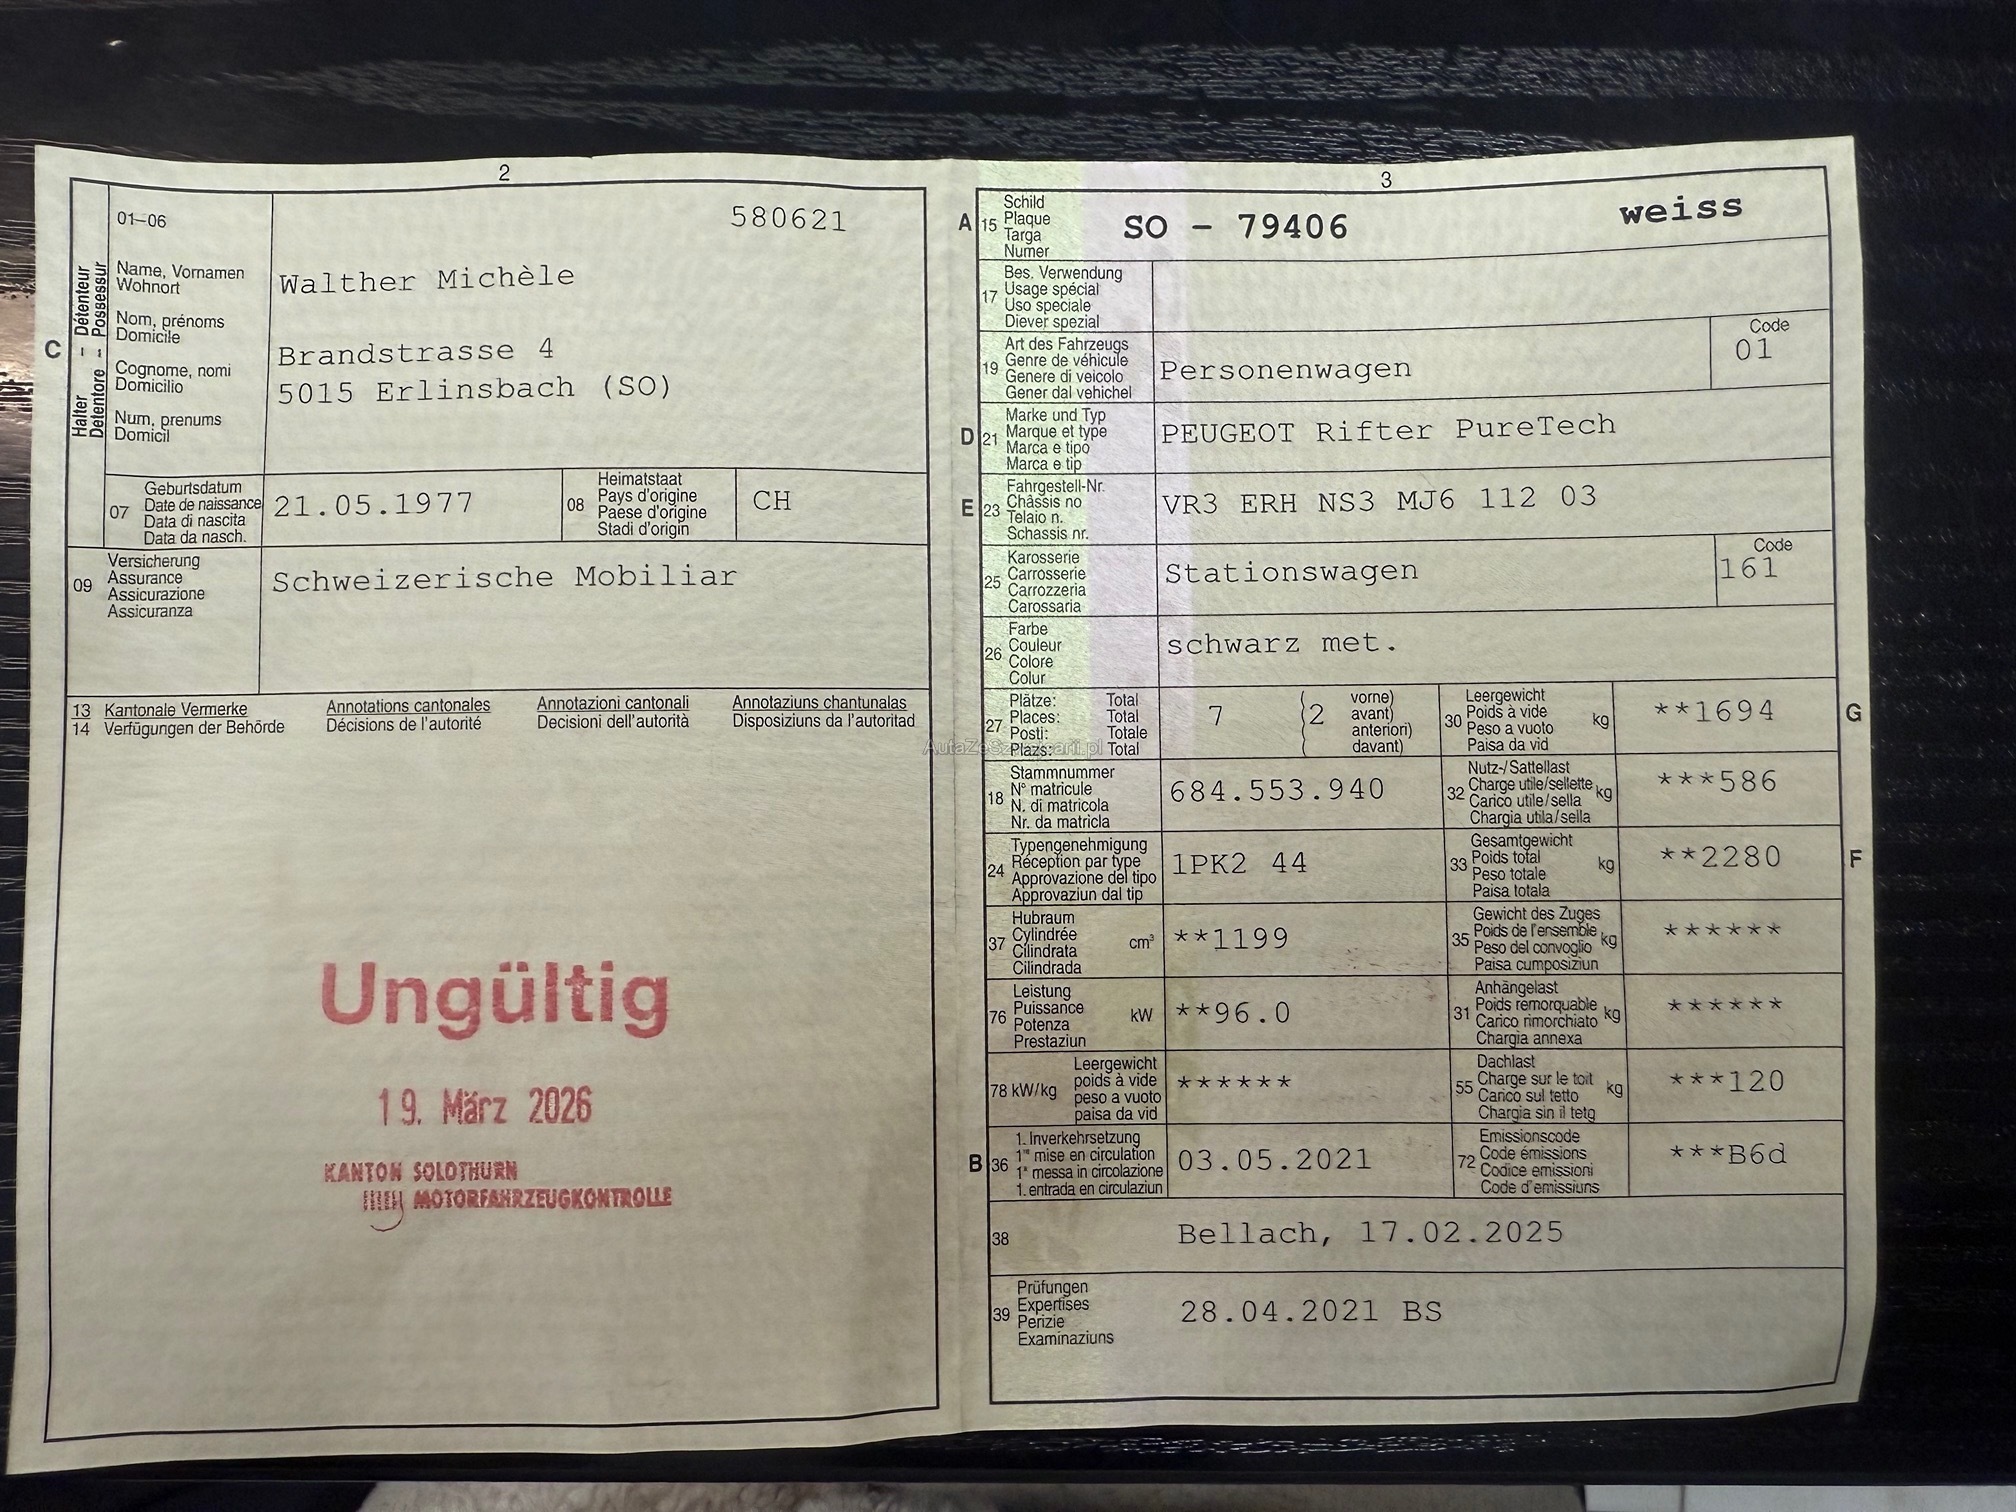 2
01–06
580621
Halter - Détenteur
Detentore - Possessur
C
Name, Vornamen
Wohnort
Nom, prénoms
Domicile
Cognome, nomi
Domicilio
Num, prenums
Domicil
Walther Michèle
Brandstrasse 4
5015 Erlinsbach (SO)
07
Geburtsdatum
Date de naissance
Data di nascita
Data da nasch.
21.05.1977
08
Heimatstaat
Pays d'origine
Paese d'origine
Stadi d'origin
CH
09
Versicherung
Assurance
Assicurazione
Assicuranza
Schweizerische Mobiliar
13 Kantonale Vermerke Annotations cantonales Annotazioni cantonali Annotaziuns chantunalas
14 Verfügungen der Behörde Décisions de l'autorité Decisioni dell'autorità Disposiziuns da l'autoritad
Ungültig
19. März 2026
KANTON SOLOTHURN
MOTORFAHRZEUGKONTROLLE
3
A 15
Schild
Plaque
Targa
Numer
SO – 79406
weiss
17
Bes. Verwendung
Usage spécial
Uso speciale
Diever spezial
19
Art des Fahrzeugs
Genre de véhicule
Genere di veicolo
Gener dal vehichel
Personenwagen
Code
01
D 21
Marke und Typ
Marque et type
Marca e tipo
Marca e tip
PEUGEOT Rifter PureTech
E 23
Fahrgestell-Nr.
Châssis no
Telaio n.
Schassis nr.
VR3 ERH NS3 MJ6 112 03
25
Karosserie
Carrosserie
Carrozzeria
Carossaria
Stationswagen
Code
161
26
Farbe
Couleur
Colore
Colur
schwarz met.
27
Plätze: Total
Places: Total
Posti: Totale
Plazs: Total
7
2
vorne)
avant)
anteriori)
davant)
30
Leergewicht
Poids à vide
Peso a vuoto
Paisa da vid
kg
**1694
G
AutaZeSzwajcarii.pl
18
Stammnummer
N° matricule
N. di matricola
Nr. da matricla
684.553.940
32
Nutz-/Sattellast
Charge utile/sellette
Carico utile/sella
Chargia utila/sella
kg
***586
24
Typengenehmigung
Réception par type
Approvazione del tipo
Approvaziun dal tip
1PK2 44
33
Gesamtgewicht
Poids total
Peso totale
Paisa totala
kg
**2280
F
37
Hubraum
Cylindrée
Cilindrata
Cilindrada
cm³
**1199
35
Gewicht des Zuges
Poids de l'ensemble
Peso del convoglio
Paisa cumposiziun
kg
******
76
Leistung
Puissance
Potenza
Prestaziun
kW
**96.0
31
Anhängelast
Poids remorquable
Carico rimorchiato
Chargia annexa
kg
******
78 kW/kg
Leergewicht
poids à vide
peso a vuoto
paisa da vid
******
55
Dachlast
Charge sur le toit
Carico sul tetto
Chargia sin il tetg
kg
***120
B 36
1. Inverkehrsetzung
1re mise en circulation
1a messa in circolazione
1. entrada en circulaziun
03.05.2021
72
Emissionscode
Code émissions
Codice emissioni
Code d'emissiuns
***B6d
38
Bellach, 17.02.2025
39
Prüfungen
Expertises
Perizie
Examinaziuns
28.04.2021 BS